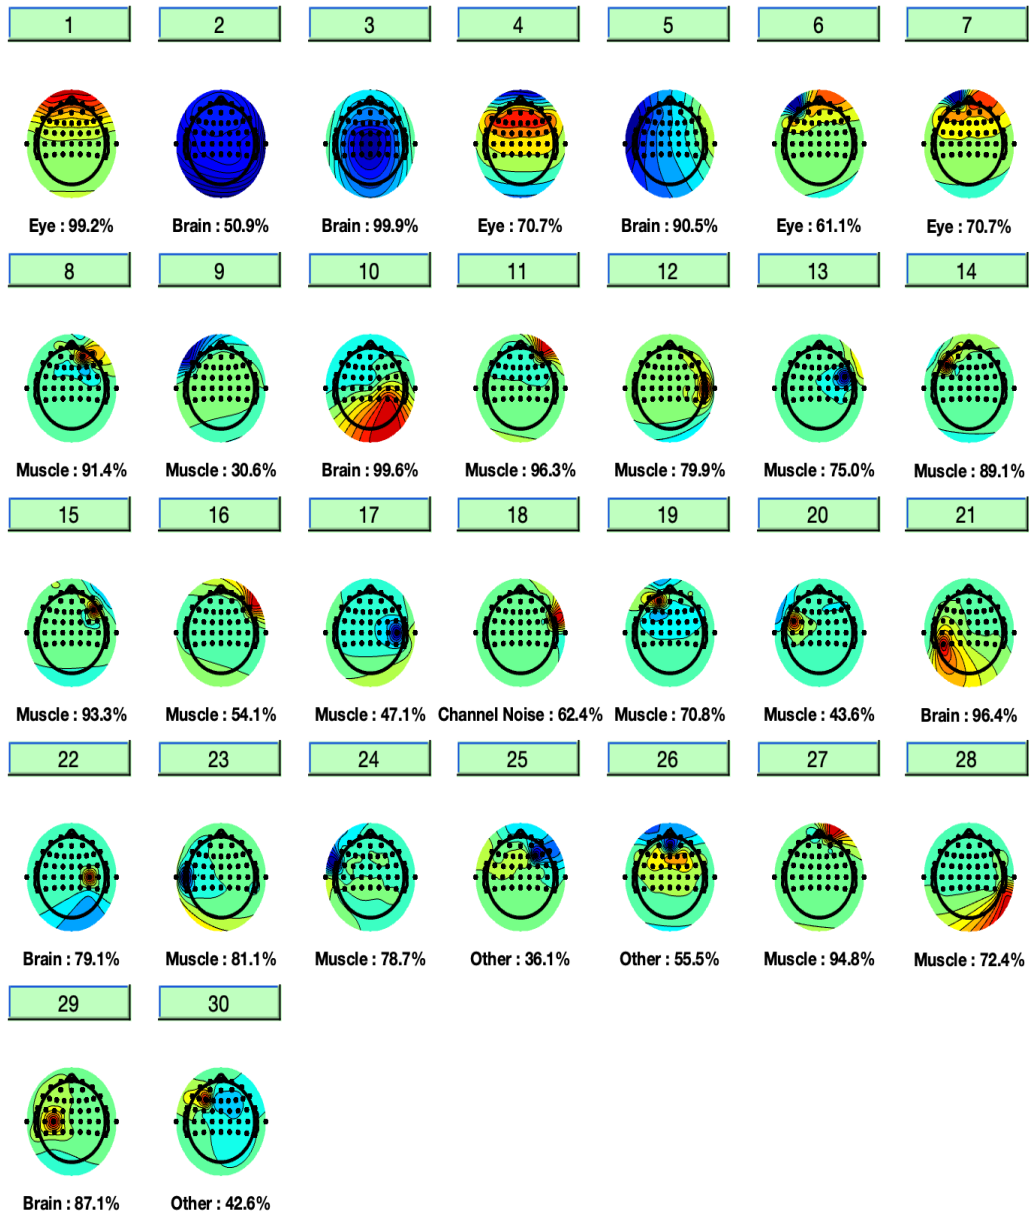 1 2 3 4 5 6 7
Eye : 99.2% Brain : 50.9% Brain : 99.9% Eye : 70.7% Brain : 90.5% Eye : 61.1% Eye : 70.7%
8 9 10 11 12 13 14
Muscle : 91.4% Muscle : 30.6% Brain : 99.6% Muscle : 96.3% Muscle : 79.9% Muscle : 75.0% Muscle : 89.1%
15 16 17 18 19 20 21
Muscle : 93.3% Muscle : 54.1% Muscle : 47.1% Channel Noise : 62.4% Muscle : 70.8% Muscle : 43.6% Brain : 96.4%
22 23 24 25 26 27 28
Brain : 79.1% Muscle : 81.1% Muscle : 78.7% Other : 36.1% Other : 55.5% Muscle : 94.8% Muscle : 72.4%
29 30
Brain : 87.1% Other : 42.6%